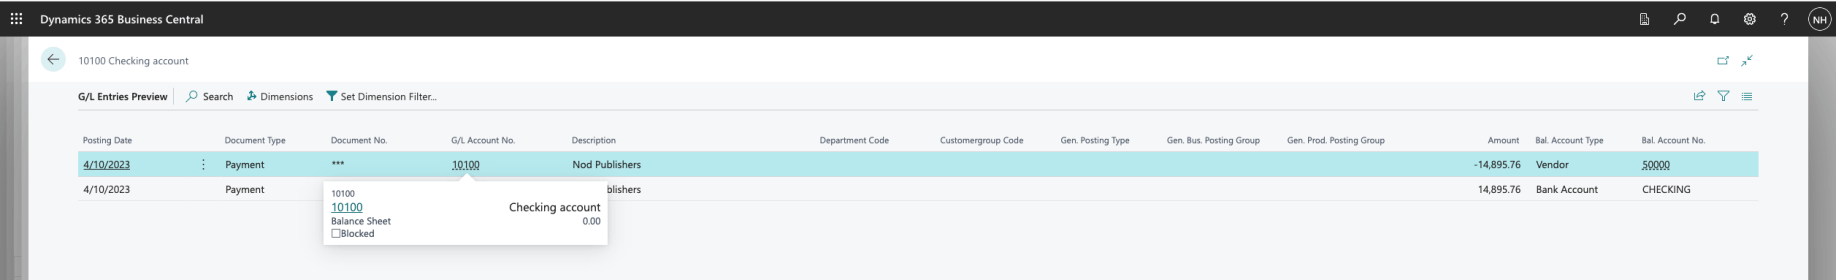 Dynamics 365 Business Central
NH
10100 Checking account
G/L Entries Preview Search Dimensions Set Dimension Filter...
Posting Date Document Type Document No. G/L Account No. Description Department Code Customergroup Code Gen. Posting Type Gen. Bus. Posting Group Gen. Prod. Posting Group Amount Bal. Account Type Bal. Account No.
4/10/2023 Payment *** 10100 Nod Publishers -14,895.76 Vendor 50000
4/10/2023 Payment blishers 14,895.76 Bank Account CHECKING
10100
10100 Checking account
Balance Sheet 0.00
Blocked